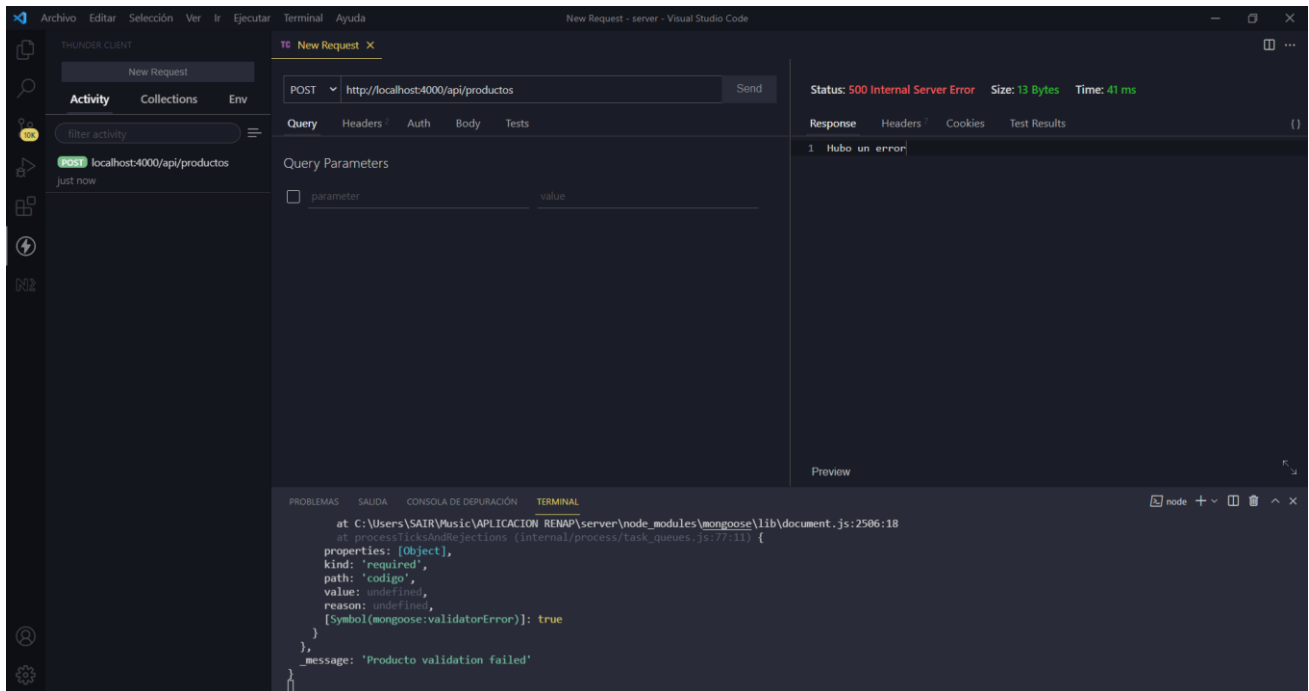 Archivo Editar Selección Ver Ir Ejecutar Terminal Ayuda
New Request - server - Visual Studio Code
THUNDER CLIENT
New Request
Activity Collections Env
filter activity
POST localhost:4000/api/productos
just now
10K
TC New Request
POST http://localhost:4000/api/productos Send
Query Headers 2 Auth Body Tests
Query Parameters
parameter value
Status: 500 Internal Server Error Size: 13 Bytes Time: 41 ms
Response Headers 7 Cookies Test Results {}
1 Hubo un error
Preview
PROBLEMAS SALIDA CONSOLA DE DEPURACIÓN TERMINAL
node
at C:\Users\SAIR\Music\APLICACION RENAP\server\node_modules\mongoose\lib\document.js:2506:18
at processTicksAndRejections (internal/process/task_queues.js:77:11) {
properties: [Object],
kind: 'required',
path: 'codigo',
value: undefined,
reason: undefined,
[Symbol(mongoose:validatorError)]: true
}
},
_message: 'Producto validation failed'
}